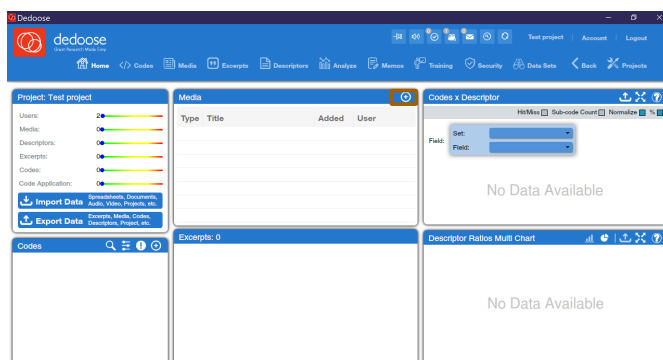 Dedoose
dedoose
Great Research Made Easy
Test project | Account | Logout
Home </> Codes Media Excerpts Descriptors Analyze Memos Training Security Data Sets Back Projects
Project: Test project
Users: 2
Media: 0
Descriptors: 0
Excerpts: 0
Codes: 0
Code Application: 0
Import Data Spreadsheets, Documents, Audio, Video, Projects, etc.
Export Data Excerpts, Media, Codes, Descriptors, Project, etc.
Media
Type Title Added User
Codes x Descriptor
Hit/Miss Sub-code Count Normalize %
Field:
Set:
Field:
No Data Available
Codes
Excerpts: 0
Descriptor Ratios Multi Chart
No Data Available